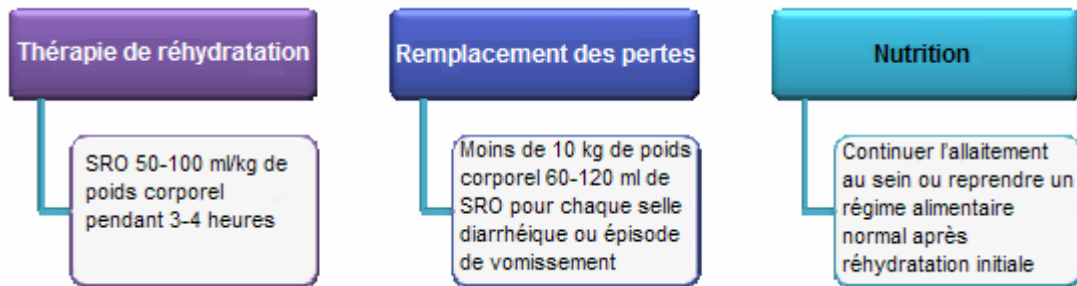 Thérapie de réhydratation
SRO 50-100 ml/kg de
poids corporel
pendant 3-4 heures
Remplacement des pertes
Moins de 10 kg de poids
corporel 60-120 ml de
SRO pour chaque selle
diarrhéique ou épisode
de vomissement
Nutrition
Continuer l'allaitement
au sein ou reprendre un
régime alimentaire
normal après
réhydratation initiale